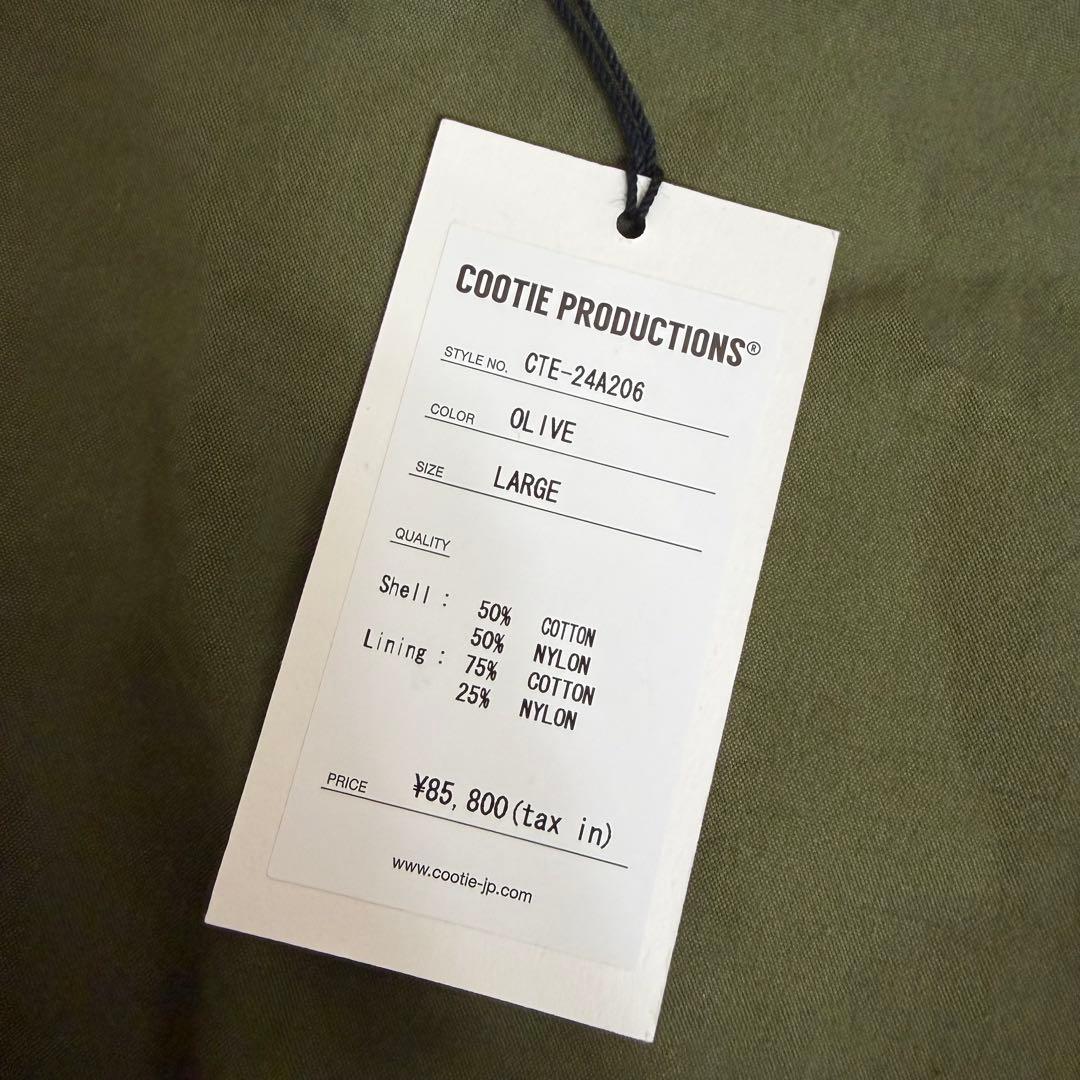 COOTIE PRODUCTIONS®
STYLE NO. CTE-24A206
COLOR OLIVE
SIZE LARGE
QUALITY
Shell : 50% COTTON
50% NYLON
Lining : 75% COTTON
25% NYLON
PRICE ¥85,800(tax in)
www.cootie-jp.com